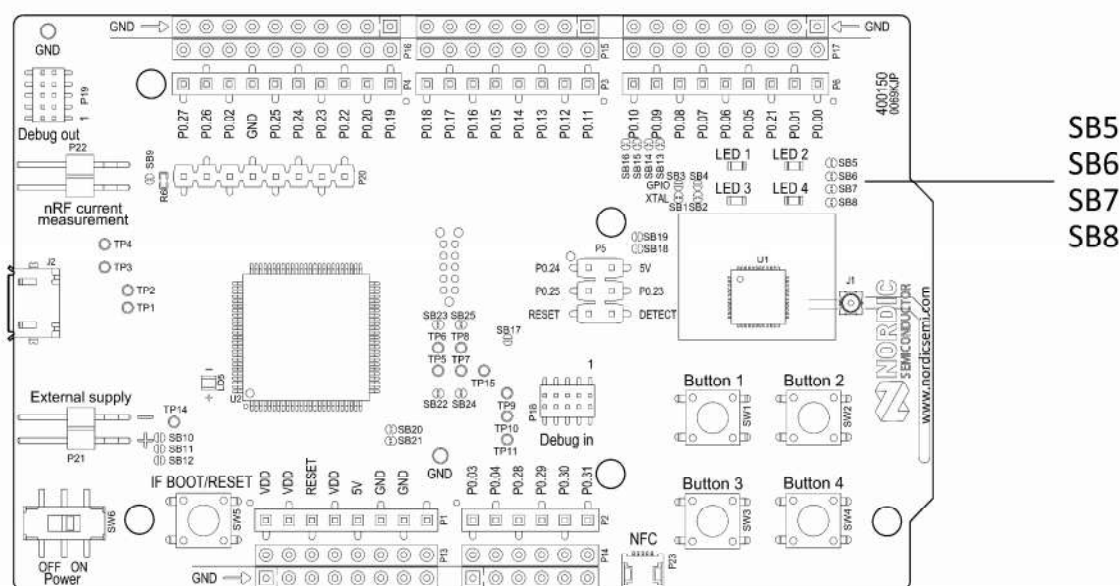 GND
GND
GND
P16
P15
P17
P4
P3
P6
P0.27
P0.26
P0.02
GND
P0.25
P0.24
P0.23
P0.22
P0.20
P0.19
P0.18
P0.17
P0.16
P0.15
P0.14
P0.13
P0.12
P0.11
P0.10
P0.09
P0.08
P0.07
P0.06
P0.05
P0.21
P0.01
P0.00
400150
0069KJP
P19
1
Debug out
P22
SB9
R6
P20
nRF current
measurement
SB16
SB15
SB14
SB13
LED 1
LED 2
SB3
SB4
GPIO
XTAL
SB1
SB2
LED 3
LED 4
SB5
SB6
SB7
SB8
SB5
SB6
SB7
SB8
TP4
TP3
TP2
TP1
J2
SB19
SB18
P5
P0.24
5V
P0.25
P0.23
RESET
DETECT
U1
J1
NORDIC
SEMICONDUCTOR
www.nordicsemi.com
SB23
SB25
SB17
TP6
TP8
TP5
TP7
TP15
SB22
SB24
TP9
TP10
TP11
LD5
U2
1
P18
Debug in
Button 1
Button 2
SW1
SW2
External supply
TP14
P21
SB10
SB11
SB12
SB20
SB21
GND
IF BOOT/RESET
SW5
VDD
VDD
RESET
VDD
5V
GND
GND
P0.03
P0.04
P0.28
P0.29
P0.30
P0.31
Button 3
Button 4
SW3
SW4
SW6
OFF ON
Power
P1
P2
P13
P14
GND
NFC
P23